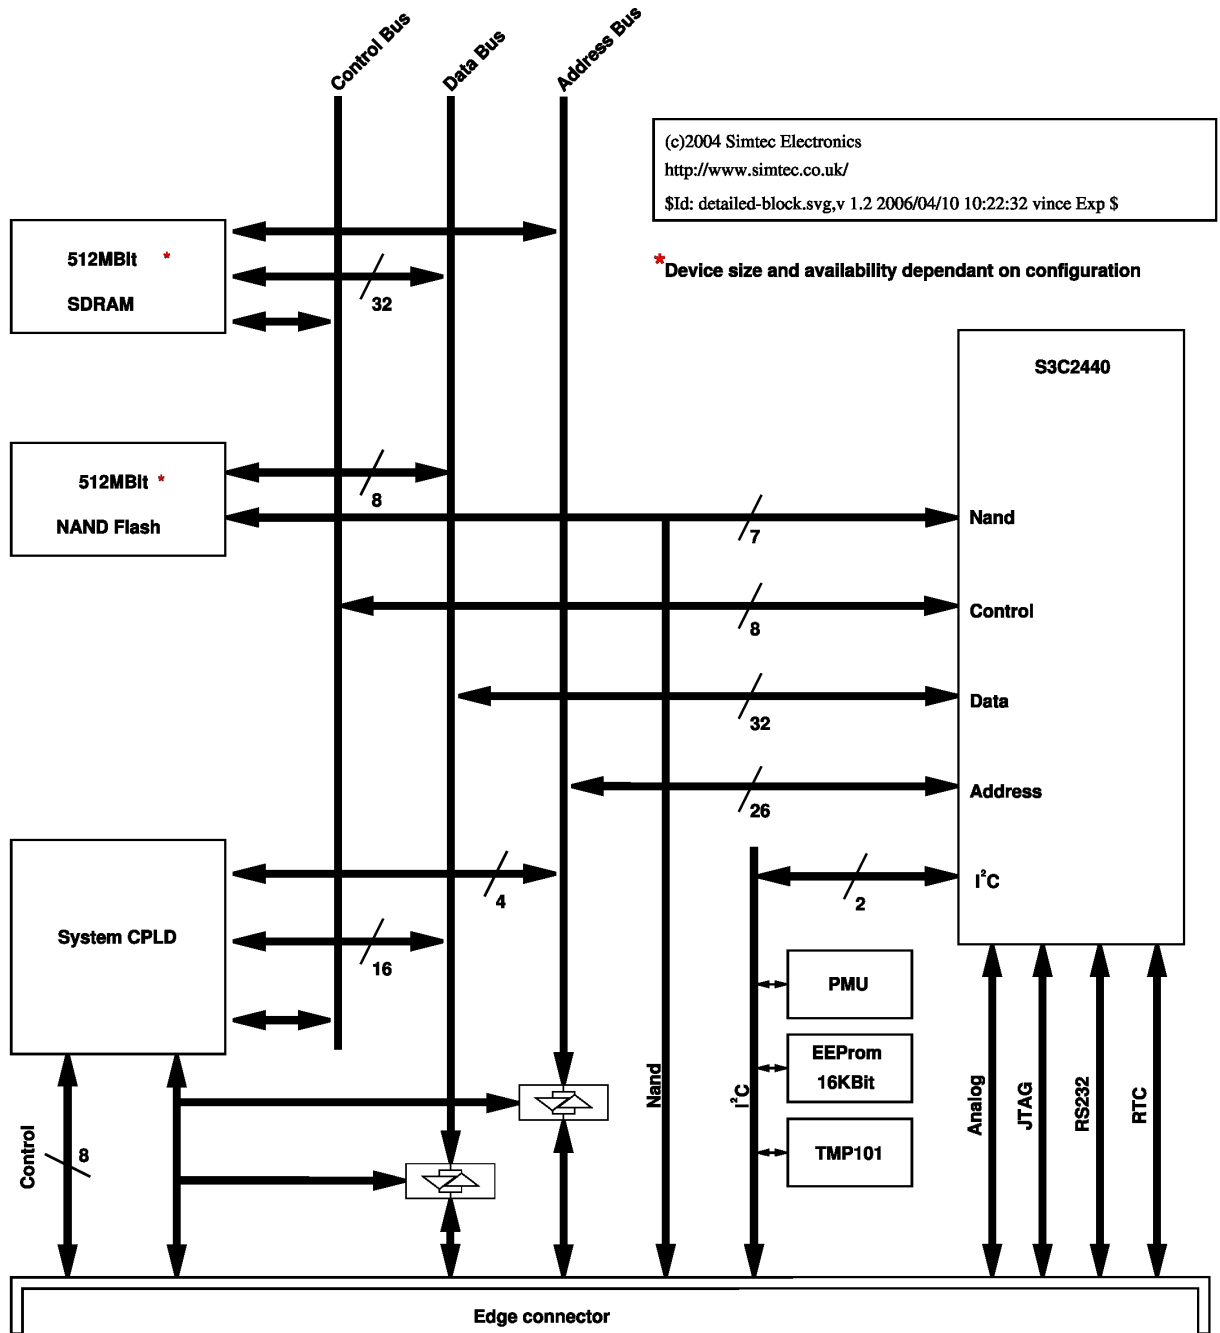 Control Bus
Data Bus
Address Bus
(c)2004 Simtec Electronics
http://www.simtec.co.uk/
$Id: detailed-block.svg,v 1.2 2006/04/10 10:22:32 vince Exp $
*Device size and availability dependant on configuration
512MBit *
SDRAM
32
S3C2440
512MBit *
NAND Flash
8
7
Nand
8
Control
32
Data
26
Address
4
2
I²C
System CPLD
16
PMU
EEProm
16KBit
TMP101
Control
8
Nand
I²C
Analog
JTAG
RS232
RTC
Edge connector